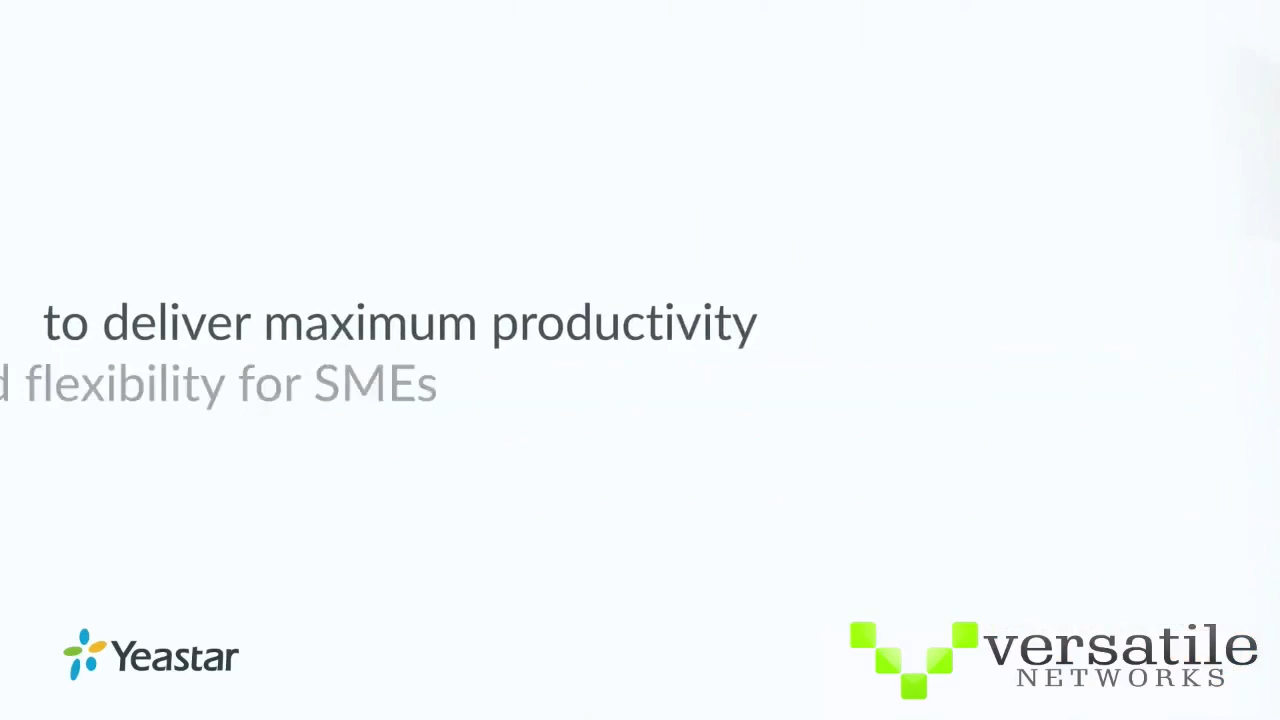 to deliver maximum productivity
d flexibility for SMEs
Yeastar
versatile
NETWORKS